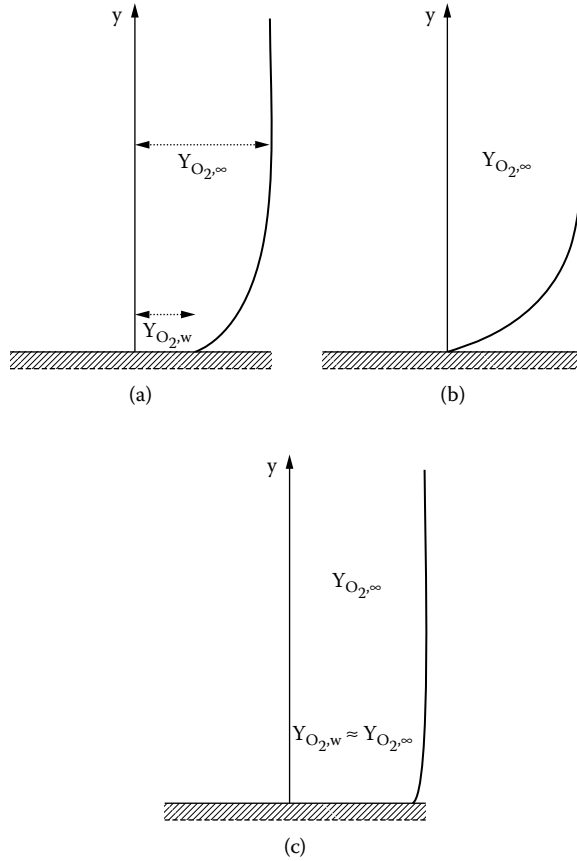 y
Y_{O_2,∞}
Y_{O_2,w}
(a)
y
Y_{O_2,∞}
(b)
y
Y_{O_2,∞}
Y_{O_2,w} ≈ Y_{O_2,∞}
(c)